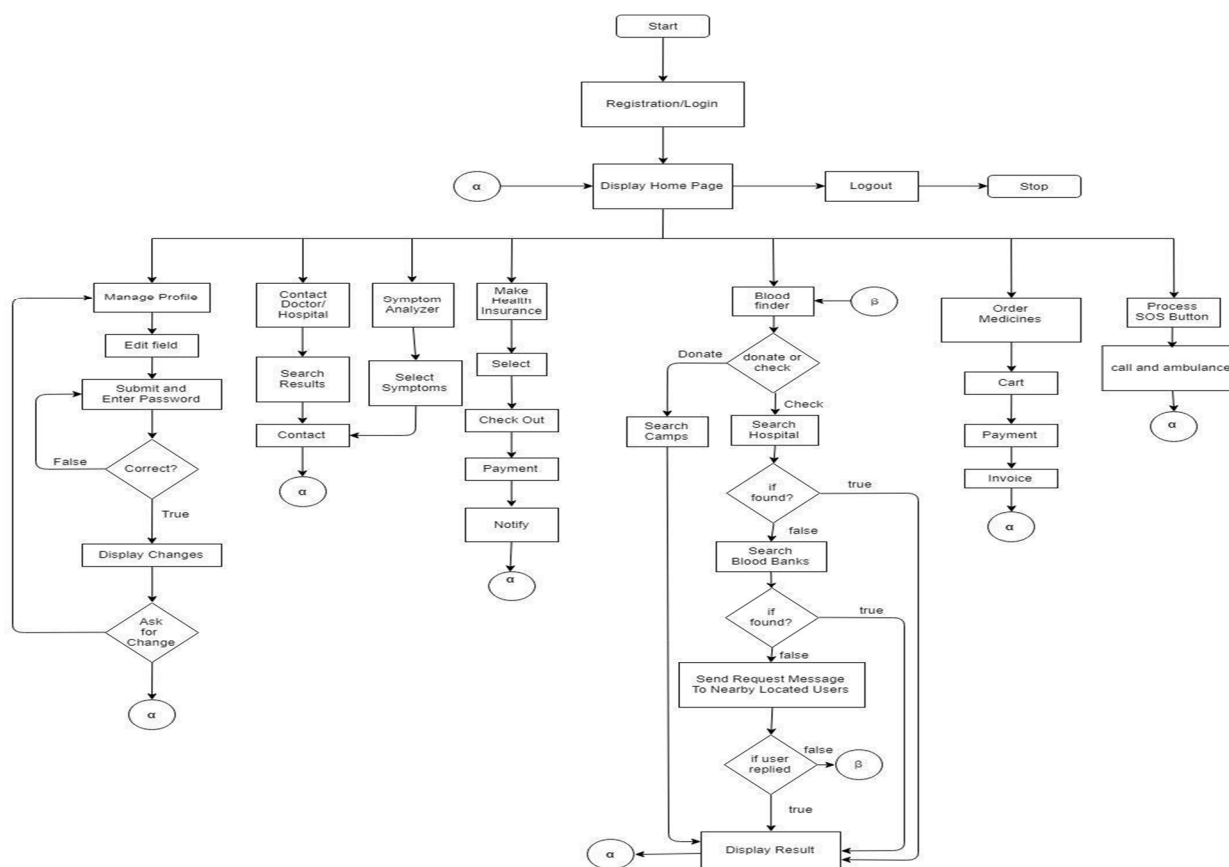 Start
Registration/Login
α
Display Home Page
Logout
Stop
Manage Profile
Edit field
Submit and
Enter Password
False
Correct?
True
Display Changes
Ask
for
Change
α
Contact
Doctor/
Hospital
Search
Results
Contact
α
Symptom
Analyzer
Select
Symptoms
Make
Health
Insurance
Select
Check Out
Payment
Notify
α
Blood
finder
β
Donate
donate or
check
Check
Search
Camps
Search
Hospital
if
found?
true
false
Search
Blood Banks
if
found?
true
false
Send Request Message
To Nearby Located Users
if user
replied
false
β
true
Display Result
α
Order
Medicines
Cart
Payment
Invoice
α
Process
SOS Button
call and ambulance
α